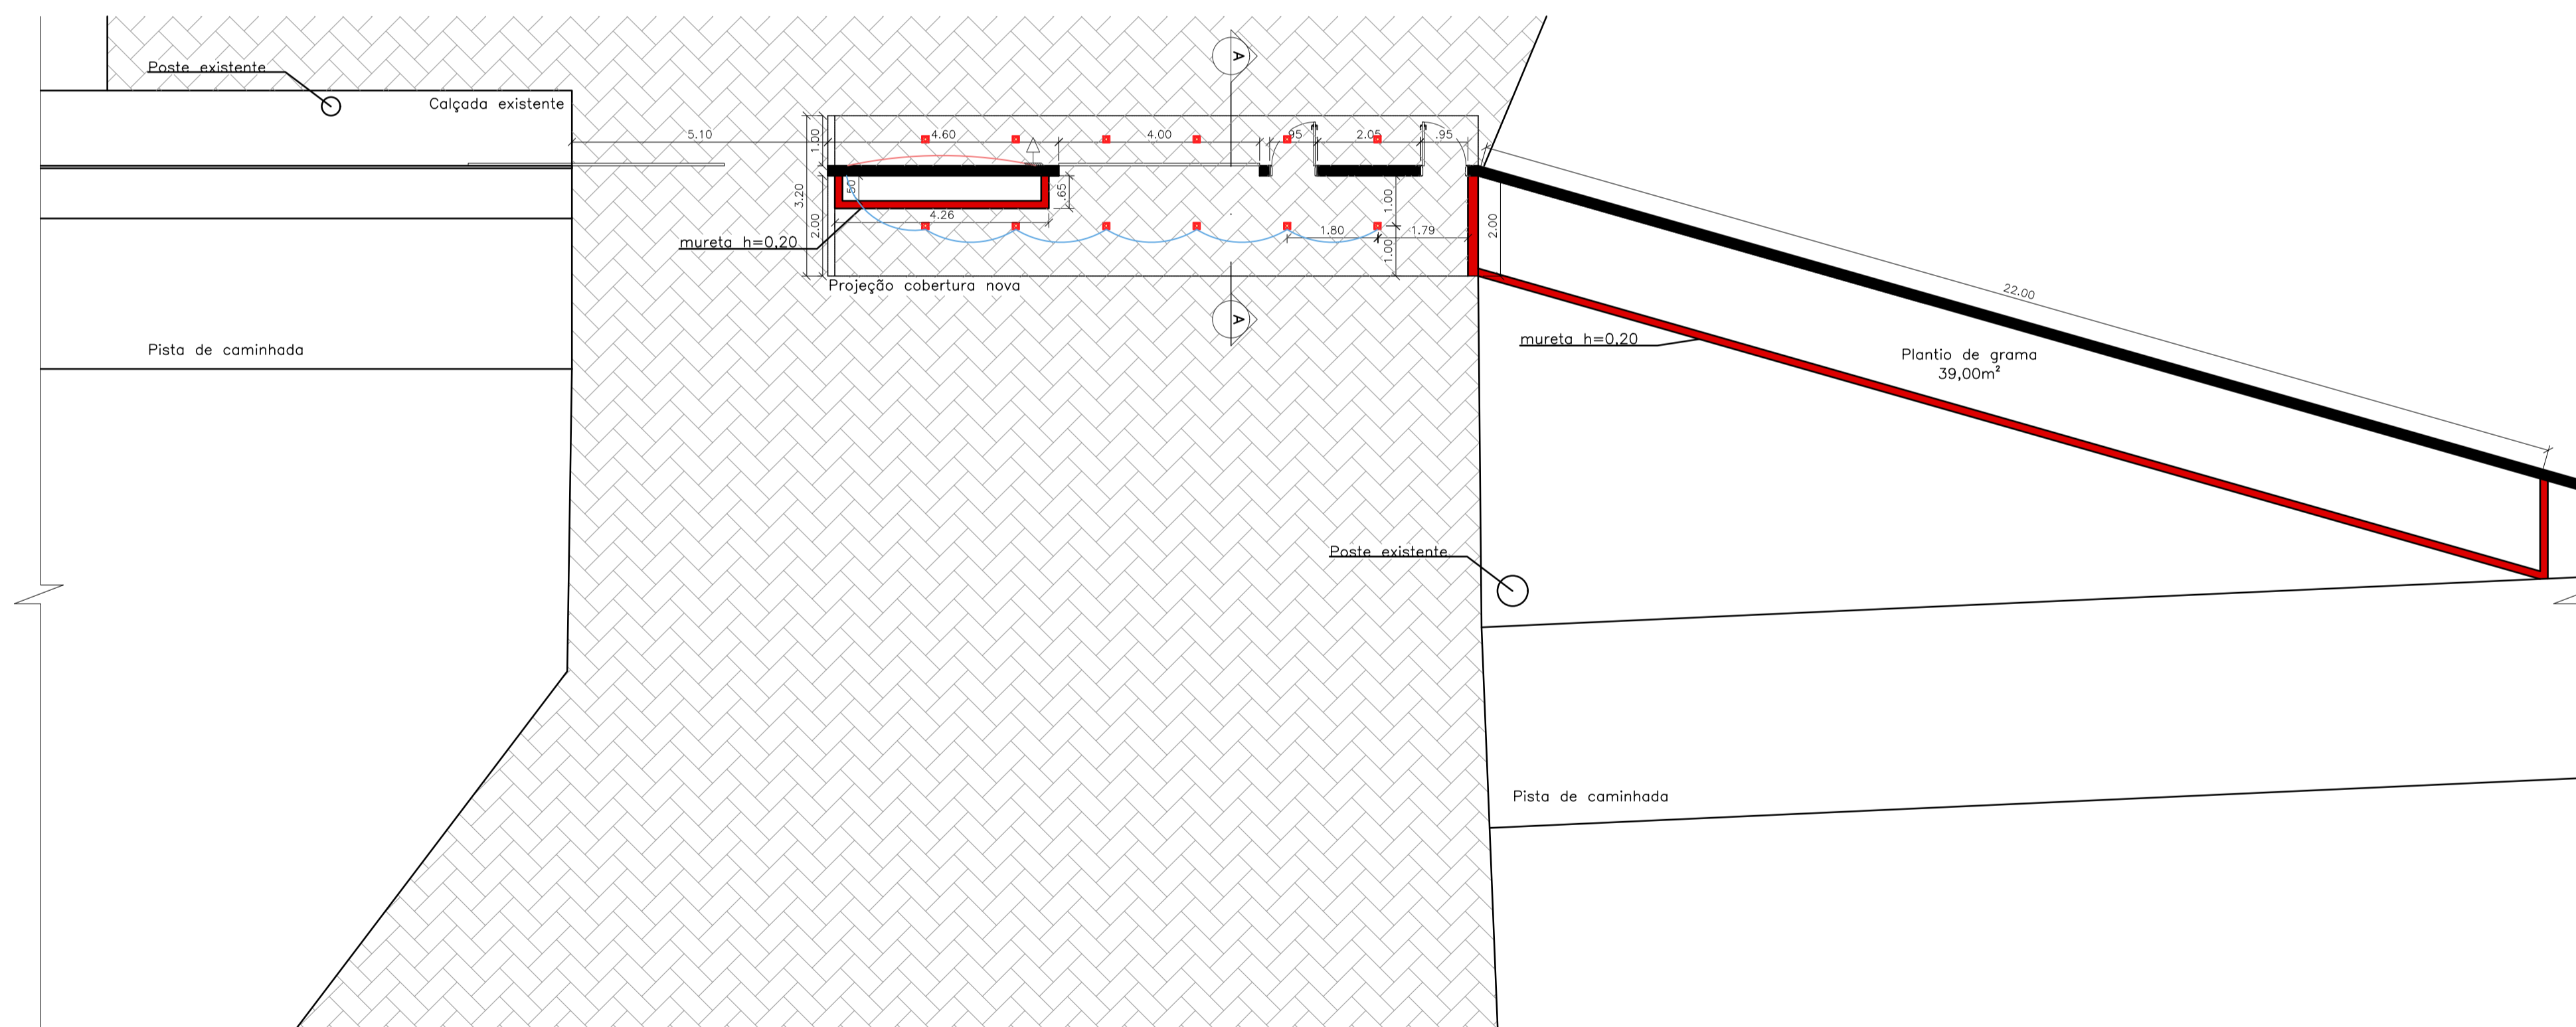 A
Poste existente
Calçada existente
5.10
1.00
4.60
4.00
.95
2.05
.95
3.20
2.00
.50
.65
4.26
1.00
2.00
mureta h=0,20
1.80
1.79
1.00
Projeção cobertura nova
A
22.00
mureta h=0,20
Plantio de grama
39,00m²
Pista de caminhada
Poste existente
Pista de caminhada